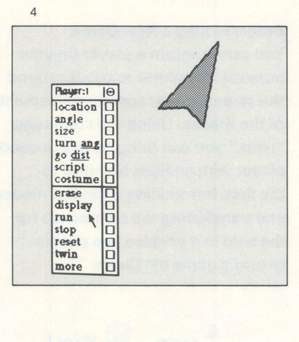 4
Player:1
location
angle
size
turn ang
go dist
script
costume
erase
display
run
stop
reset
twin
more